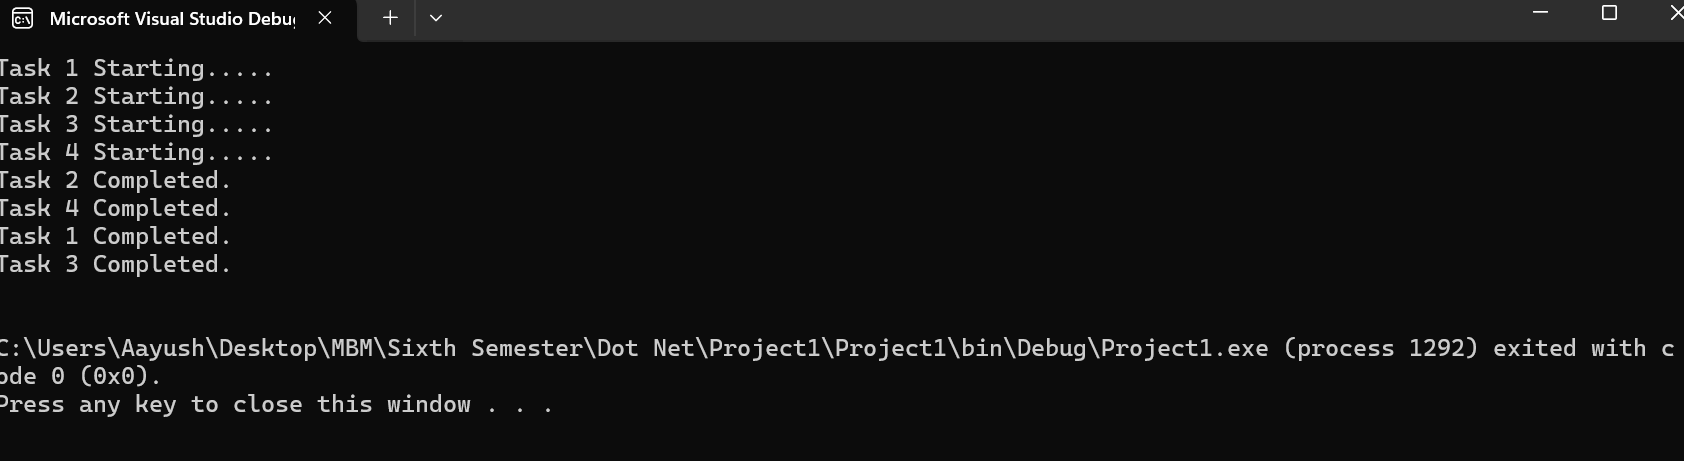 Microsoft Visual Studio Debu
Task 1 Starting.....
Task 2 Starting.....
Task 3 Starting.....
Task 4 Starting.....
Task 2 Completed.
Task 4 Completed.
Task 1 Completed.
Task 3 Completed.
C:\Users\Aayush\Desktop\MBM\Sixth Semester\Dot Net\Project1\Project1\bin\Debug\Project1.exe (process 1292) exited with c
ode 0 (0x0).
Press any key to close this window . . .